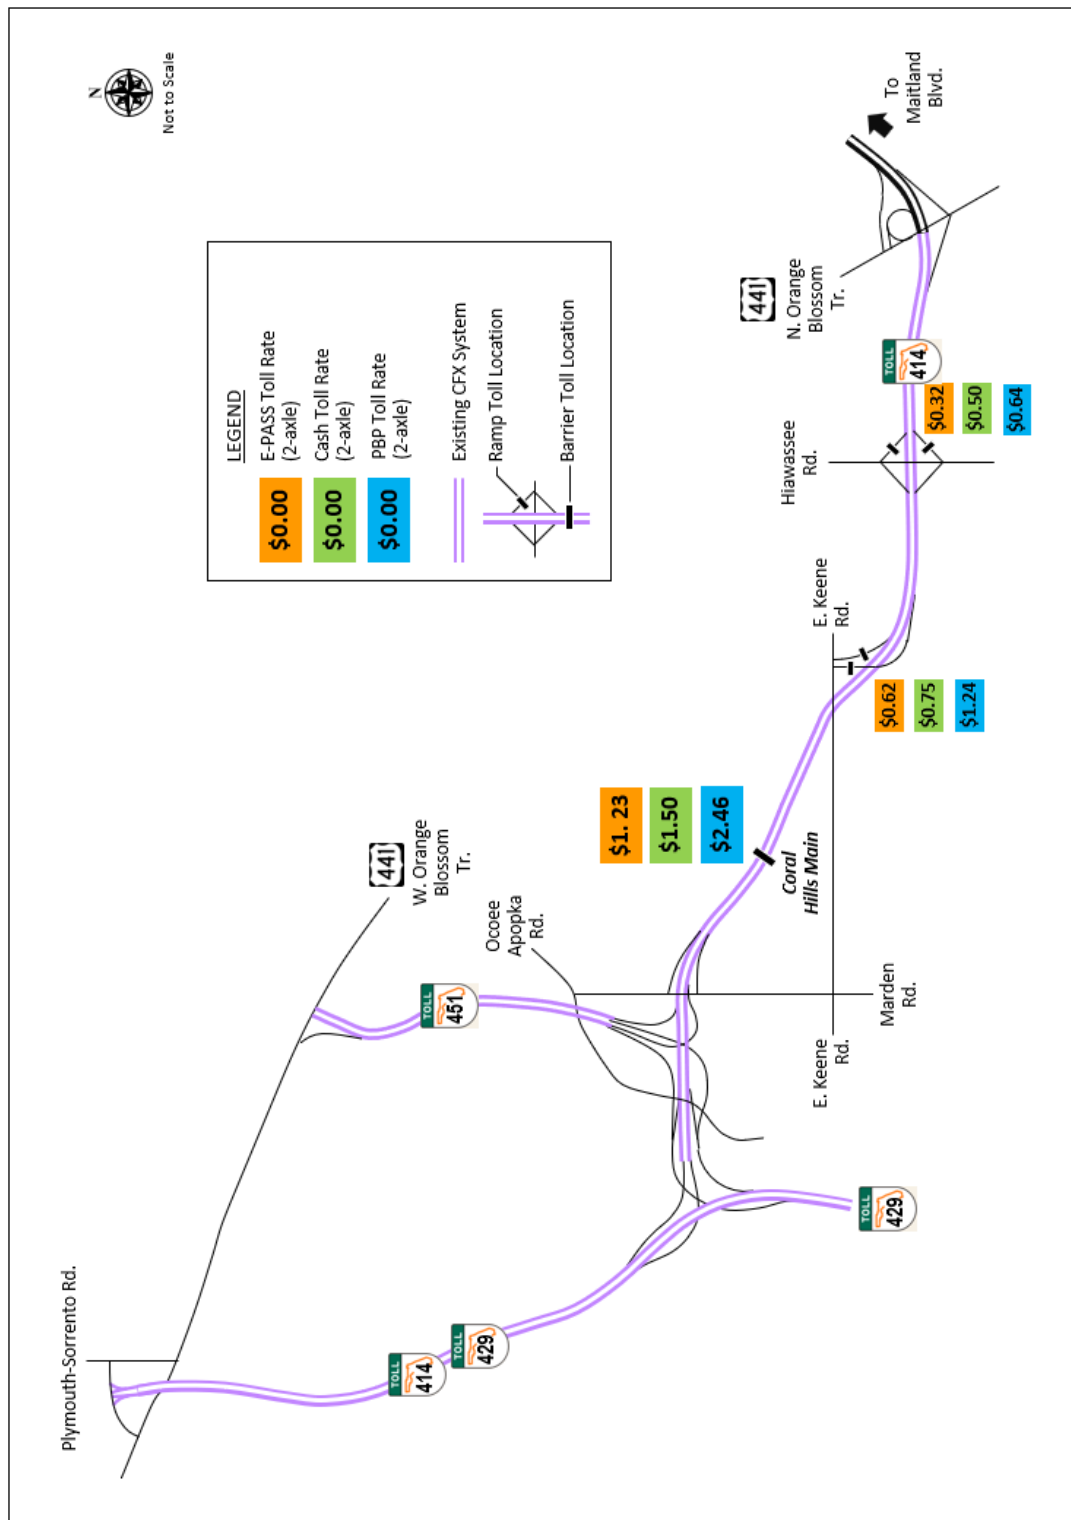 N
Not to Scale
LEGEND
$0.00
E-PASS Toll Rate
(2-axle)
$0.00
Cash Toll Rate
(2-axle)
$0.00
PBP Toll Rate
(2-axle)
Existing CFX System
Ramp Toll Location
Barrier Toll Location
Plymouth-Sorrento Rd.
TOLL
414
TOLL
429
TOLL
429
441
W. Orange
Blossom
Tr.
TOLL
451
Ocoee
Apopka
Rd.
E. Keene
Rd.
Marden
Rd.
$1. 23
$1.50
$2.46
Coral
Hills Main
E. Keene
Rd.
$0.62
$0.75
$1.24
Hiawassee
Rd.
$0.32
$0.50
$0.64
TOLL
414
441
N. Orange
Blossom
Tr.
To
Maitland
Blvd.